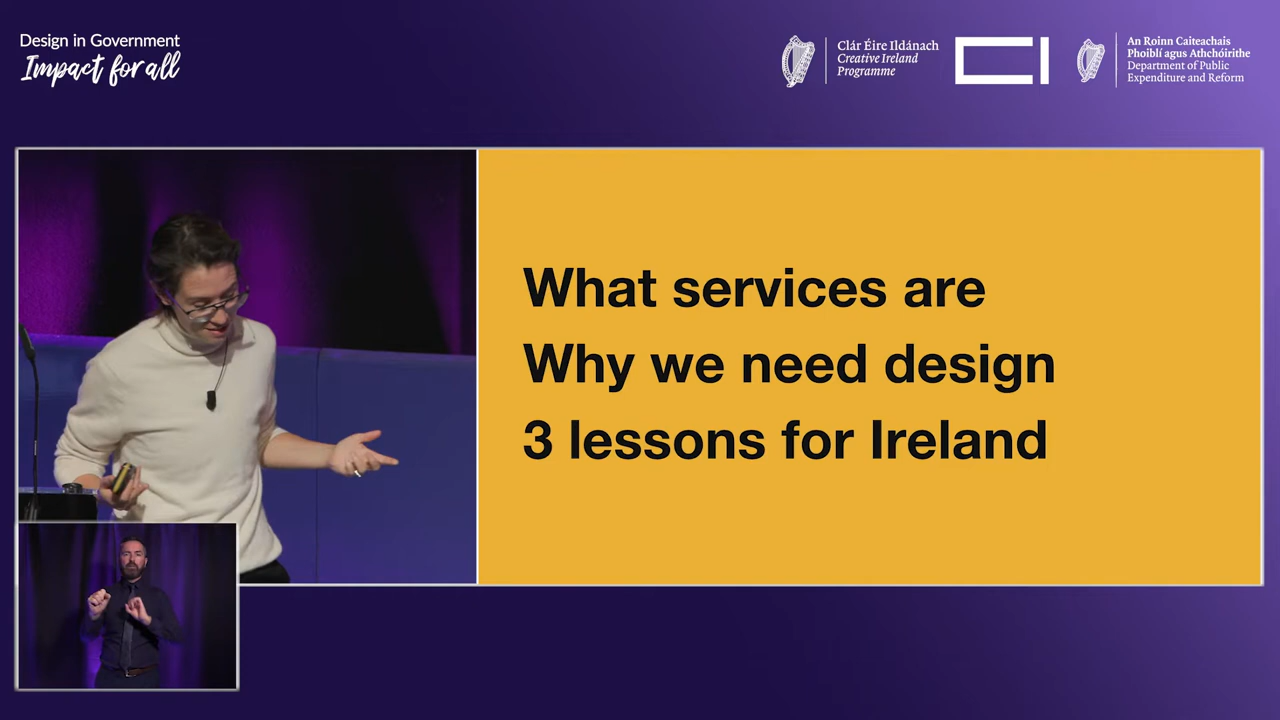 Design in Government
Impact for all
Clár Éire Ildánach
Creative Ireland
Programme
An Roinn Caiteachais
Phoiblí agus Athchóirithe
Department of Public
Expenditure and Reform
What services are
Why we need design
3 lessons for Ireland